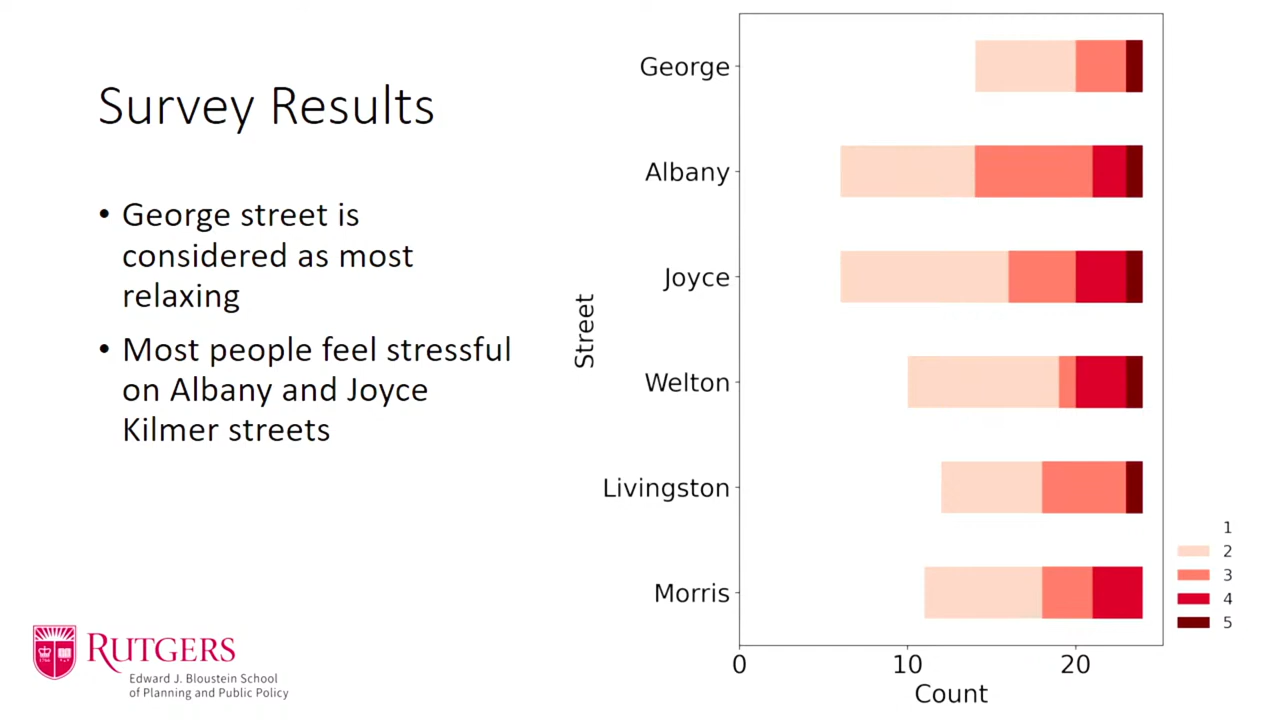 Survey Results
• George street is
considered as most
relaxing
• Most people feel stressful
on Albany and Joyce
Kilmer streets
RUTGERS
Edward J. Bloustein School
of Planning and Public Policy
Street
George
Albany
Joyce
Welton
Livingston
Morris
0 10 20
Count
1
2
3
4
5